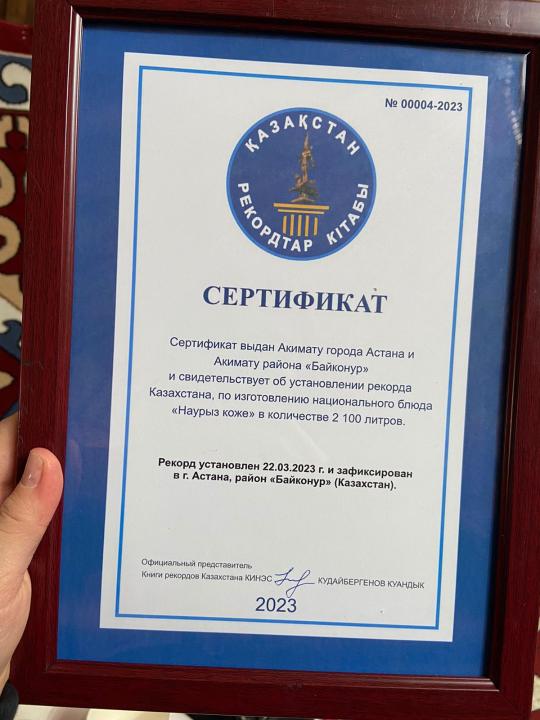 № 00004-2023
ҚАЗАҚСТАН
РЕКОРДТАР КІТАБЫ
СЕРТИФИКАТ
Сертификат выдан Акимату города Астана и
Акимату района «Байконур»
и свидетельствует об установлении рекорда
Казахстана, по изготовлению национального блюда
«Наурыз коже» в количестве 2 100 литров.
Рекорд установлен 22.03.2023 г. и зафиксирован
в г. Астана, район «Байконур» (Казахстан).
Официальный представитель
Книги рекордов Казахстана КИНЭС КУДАЙБЕРГЕНОВ КУАНДЫК
2023